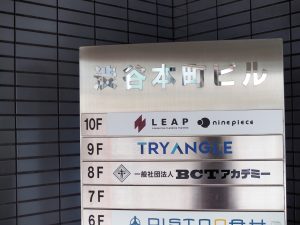 渋谷本町ビル
10F LEAP ninepiece
9F TRYANGLE
8F 一般社団法人 BCTアカデミー
7F
6F